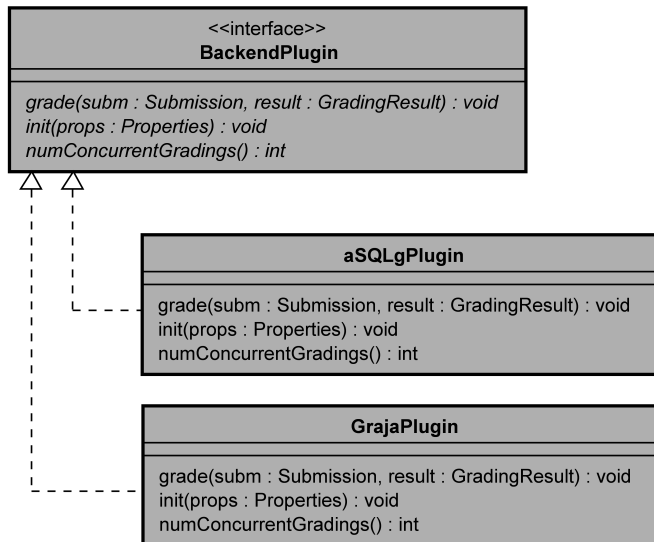 <<interface>>
BackendPlugin
grade(subm : Submission, result : GradingResult) : void
init(props : Properties) : void
numConcurrentGradings() : int
aSQLgPlugin
grade(subm : Submission, result : GradingResult) : void
init(props : Properties) : void
numConcurrentGradings() : int
GrajaPlugin
grade(subm : Submission, result : GradingResult) : void
init(props : Properties) : void
numConcurrentGradings() : int